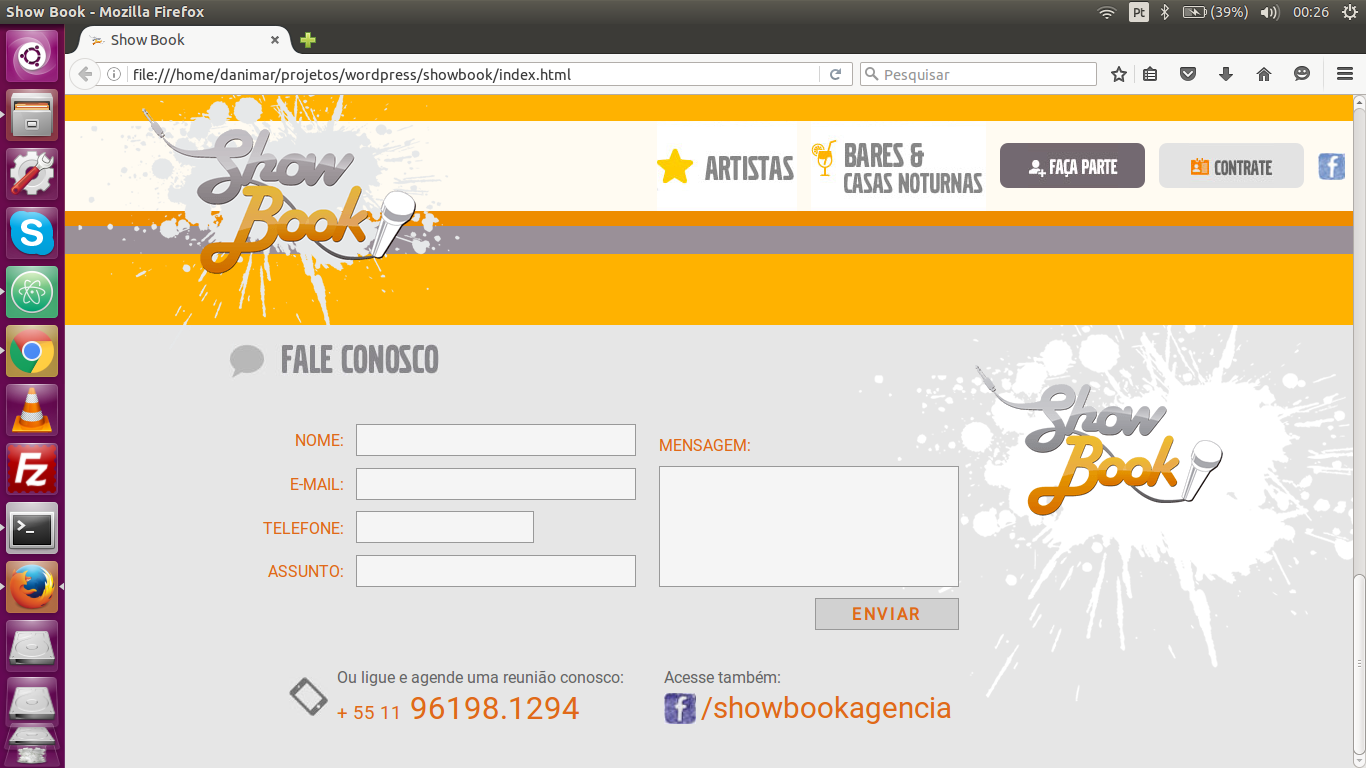 Show Book - Mozilla Firefox
Pt
(39%)
00:26
Show Book
file:///home/danimar/projetos/wordpress/showbook/index.html
Pesquisar
Show
Book
ARTISTAS
BARES &
CASAS NOTURNAS
FAÇA PARTE
CONTRATE
f
FALE CONOSCO
Show
Book
NOME:
E-MAIL:
TELEFONE:
ASSUNTO:
MENSAGEM:
ENVIAR
Ou ligue e agende uma reunião conosco:
+ 55 11 96198.1294
Acesse também:
f /showbookagencia
S
Fz
>_